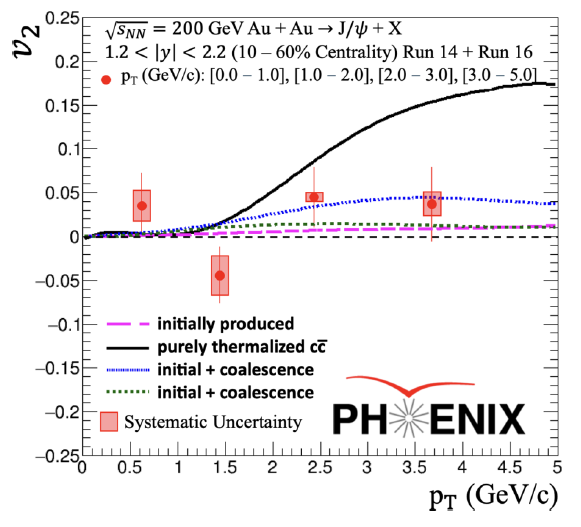 √s_NN = 200 GeV Au + Au → J/ψ + X
1.2 < |y| < 2.2 (10 – 60% Centrality) Run 14 + Run 16
p_T (GeV/c): [0.0 – 1.0], [1.0 – 2.0], [2.0 – 3.0], [3.0 – 5.0]
v_2
0.25
0.2
0.15
0.1
0.05
0
−0.05
−0.1
−0.15
−0.2
−0.25
initially produced
purely thermalized cc̄
initial + coalescence
initial + coalescence
Systematic Uncertainty
PHENIX
0 0.5 1 1.5 2 2.5 3 3.5 4 4.5 5
p_T (GeV/c)